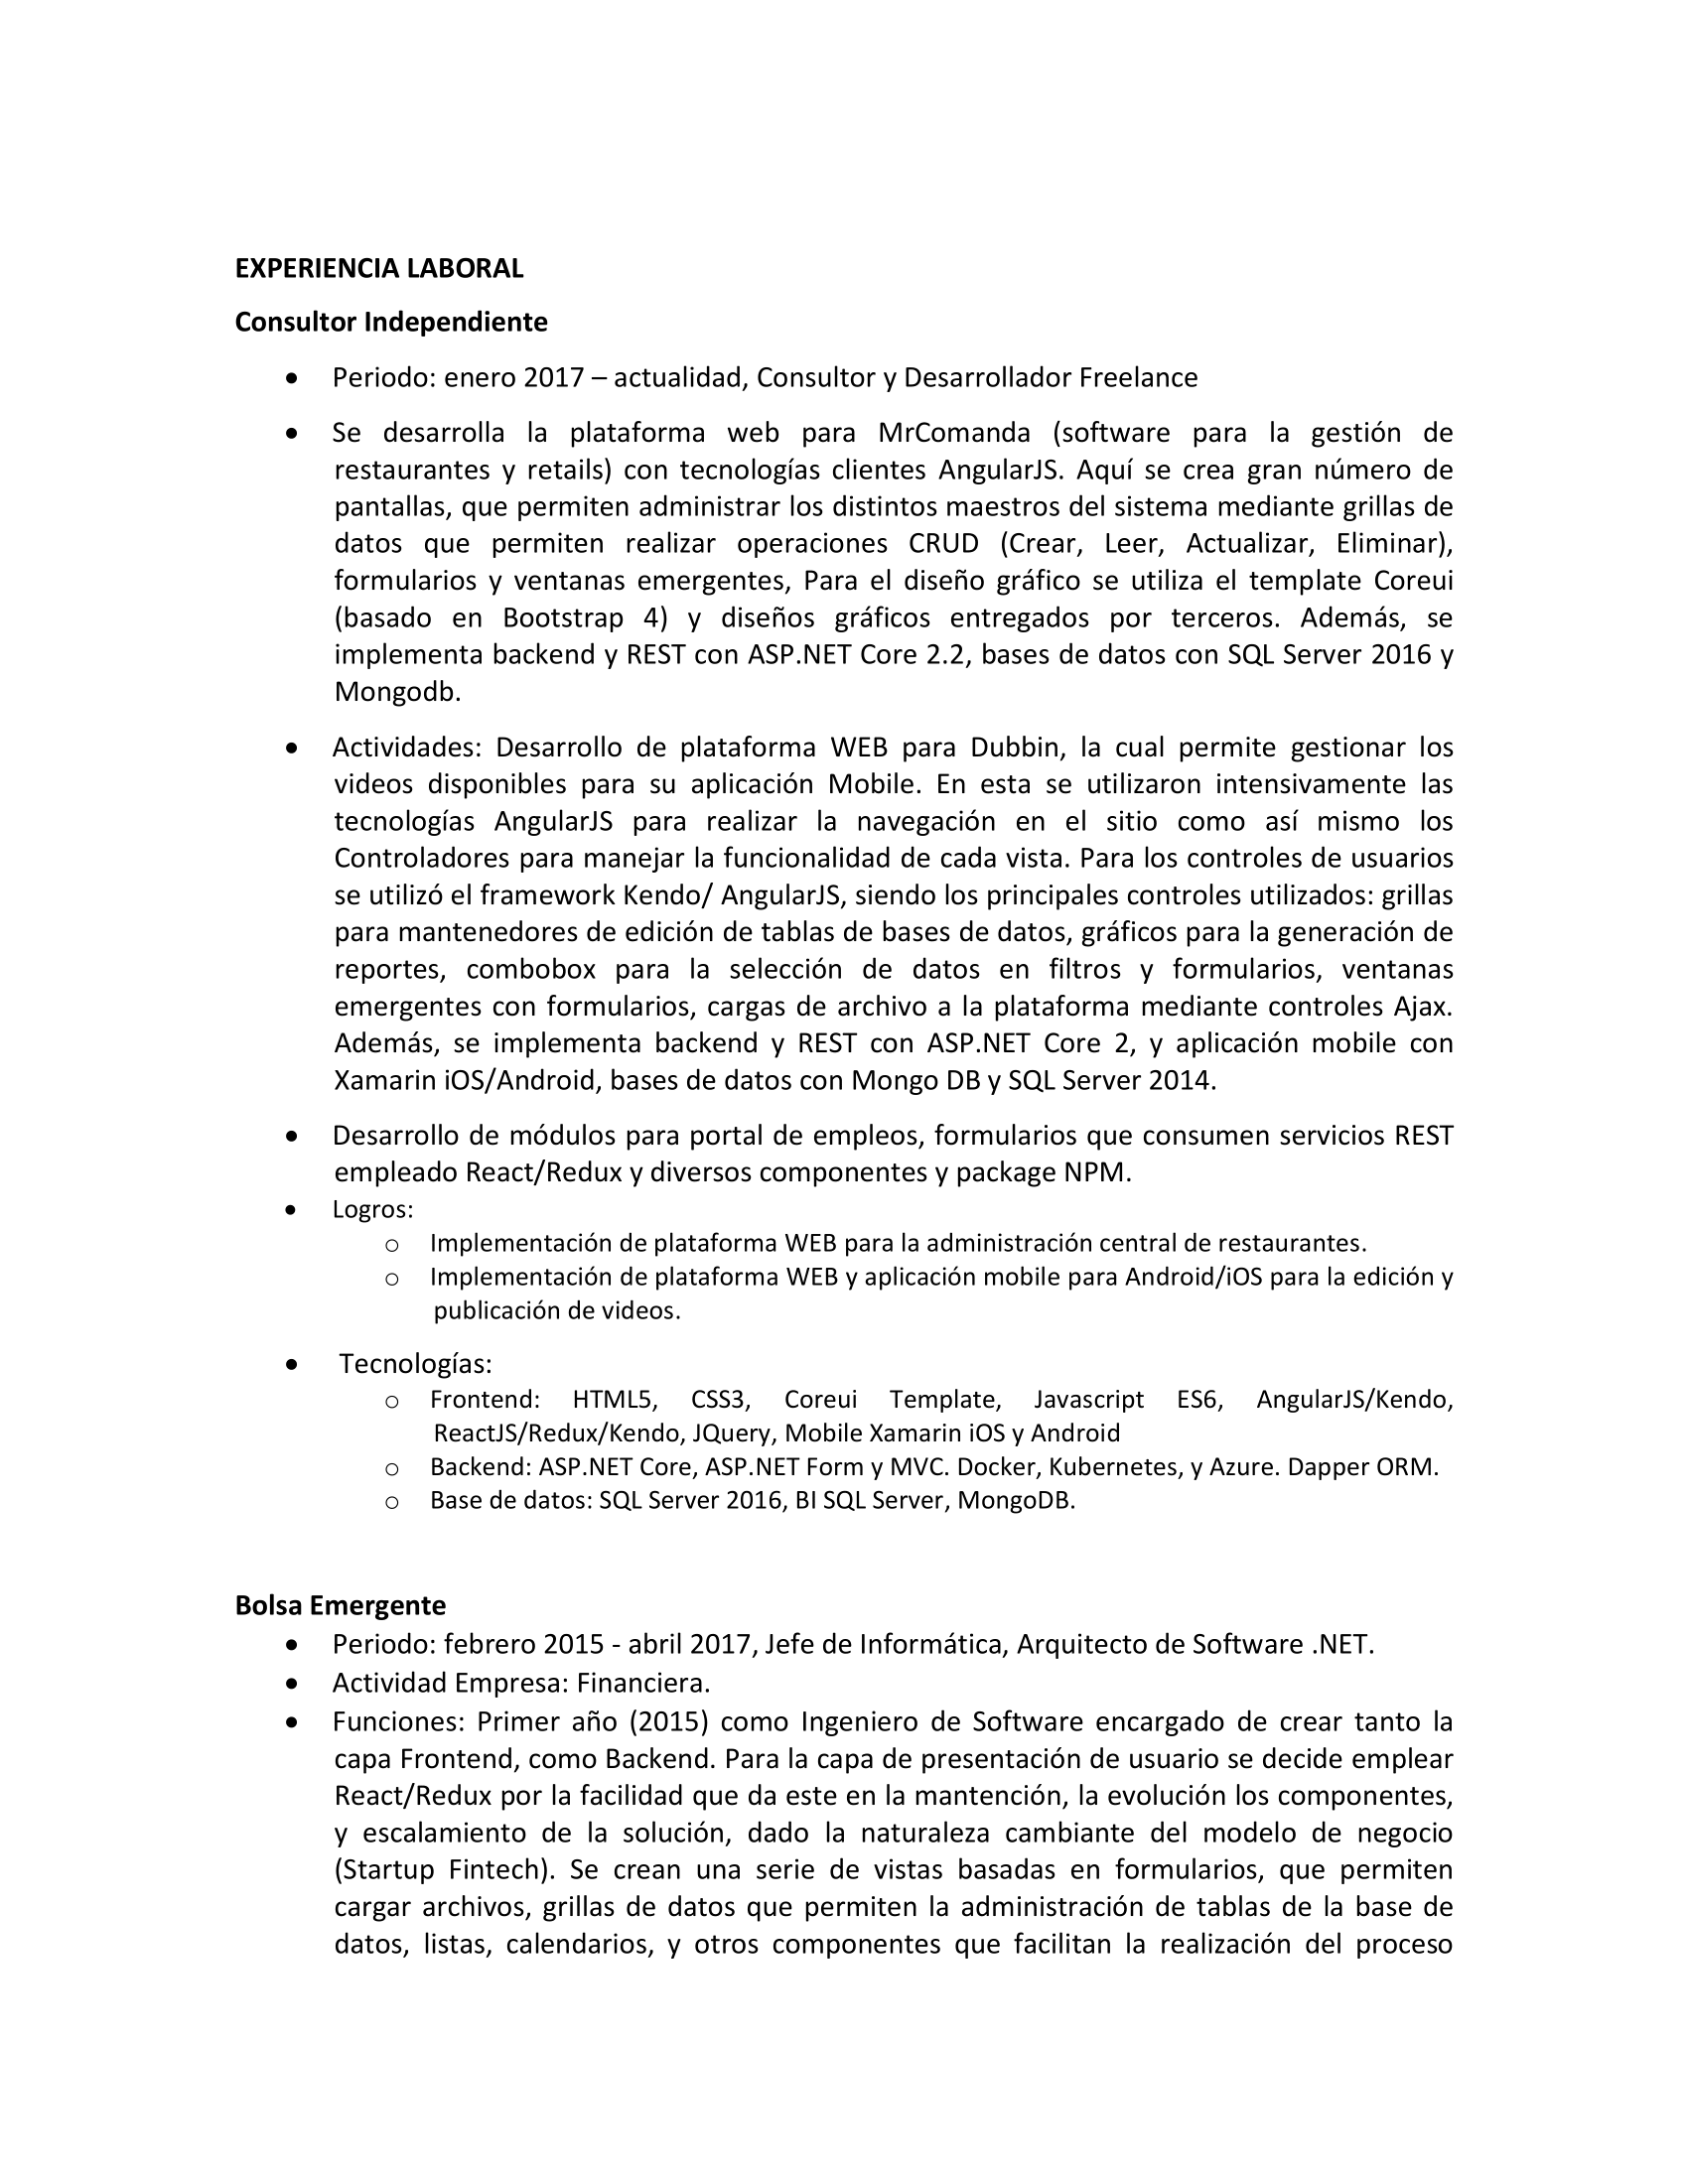 EXPERIENCIA LABORAL
Consultor Independiente
• Periodo: enero 2017 – actualidad, Consultor y Desarrollador Freelance
• Se desarrolla la plataforma web para MrComanda (software para la gestión de
restaurantes y retails) con tecnologías clientes AngularJS. Aquí se crea gran número de
pantallas, que permiten administrar los distintos maestros del sistema mediante grillas de
datos que permiten realizar operaciones CRUD (Crear, Leer, Actualizar, Eliminar),
formularios y ventanas emergentes, Para el diseño gráfico se utiliza el template Coreui
(basado en Bootstrap 4) y diseños gráficos entregados por terceros. Además, se
implementa backend y REST con ASP.NET Core 2.2, bases de datos con SQL Server 2016 y
Mongodb.
• Actividades: Desarrollo de plataforma WEB para Dubbin, la cual permite gestionar los
videos disponibles para su aplicación Mobile. En esta se utilizaron intensivamente las
tecnologías AngularJS para realizar la navegación en el sitio como así mismo los
Controladores para manejar la funcionalidad de cada vista. Para los controles de usuarios
se utilizó el framework Kendo/ AngularJS, siendo los principales controles utilizados: grillas
para mantenedores de edición de tablas de bases de datos, gráficos para la generación de
reportes, combobox para la selección de datos en filtros y formularios, ventanas
emergentes con formularios, cargas de archivo a la plataforma mediante controles Ajax.
Además, se implementa backend y REST con ASP.NET Core 2, y aplicación mobile con
Xamarin iOS/Android, bases de datos con Mongo DB y SQL Server 2014.
• Desarrollo de módulos para portal de empleos, formularios que consumen servicios REST
empleado React/Redux y diversos componentes y package NPM.
• Logros:
o Implementación de plataforma WEB para la administración central de restaurantes.
o Implementación de plataforma WEB y aplicación mobile para Android/iOS para la edición y
publicación de videos.
• Tecnologías:
o Frontend: HTML5, CSS3, Coreui Template, Javascript ES6, AngularJS/Kendo,
ReactJS/Redux/Kendo, JQuery, Mobile Xamarin iOS y Android
o Backend: ASP.NET Core, ASP.NET Form y MVC. Docker, Kubernetes, y Azure. Dapper ORM.
o Base de datos: SQL Server 2016, BI SQL Server, MongoDB.
Bolsa Emergente
• Periodo: febrero 2015 - abril 2017, Jefe de Informática, Arquitecto de Software .NET.
• Actividad Empresa: Financiera.
• Funciones: Primer año (2015) como Ingeniero de Software encargado de crear tanto la
capa Frontend, como Backend. Para la capa de presentación de usuario se decide emplear
React/Redux por la facilidad que da este en la mantención, la evolución los componentes,
y escalamiento de la solución, dado la naturaleza cambiante del modelo de negocio
(Startup Fintech). Se crean una serie de vistas basadas en formularios, que permiten
cargar archivos, grillas de datos que permiten la administración de tablas de la base de
datos, listas, calendarios, y otros componentes que facilitan la realización del proceso